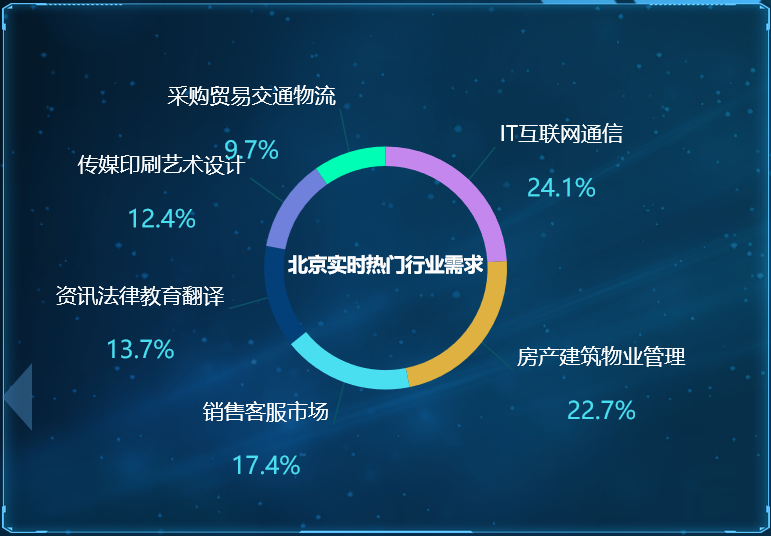 采购贸易交通物流
9.7%
IT互联网通信
24.1%
传媒印刷艺术设计
12.4%
北京实时热门行业需求
资讯法律教育翻译
13.7%
房产建筑物业管理
22.7%
销售客服市场
17.4%